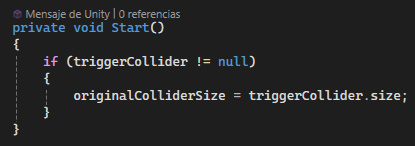 Mensaje de Unity | 0 referencias
private void Start()
{
if (triggerCollider != null)
{
originalColliderSize = triggerCollider.size;
}
}